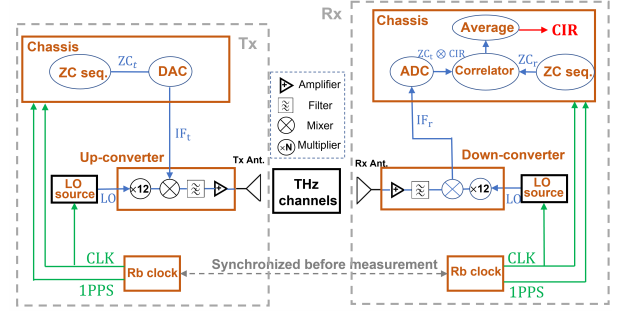 Tx
Chassis
ZC seq.
ZCt
DAC
IFt
Up-converter
Tx Ant.
LO
source
LO
×12
CLK
Rb clock
1PPS
Amplifier
Filter
Mixer
×N
Multiplier
THz
channels
Synchronized before measurement
Rx
Chassis
Average
CIR
ZCt ⊗ CIR
ADC
Correlator
ZCr
ZC seq.
IFr
Rx Ant.
Down-converter
×12
LO
LO
source
CLK
Rb clock
1PPS